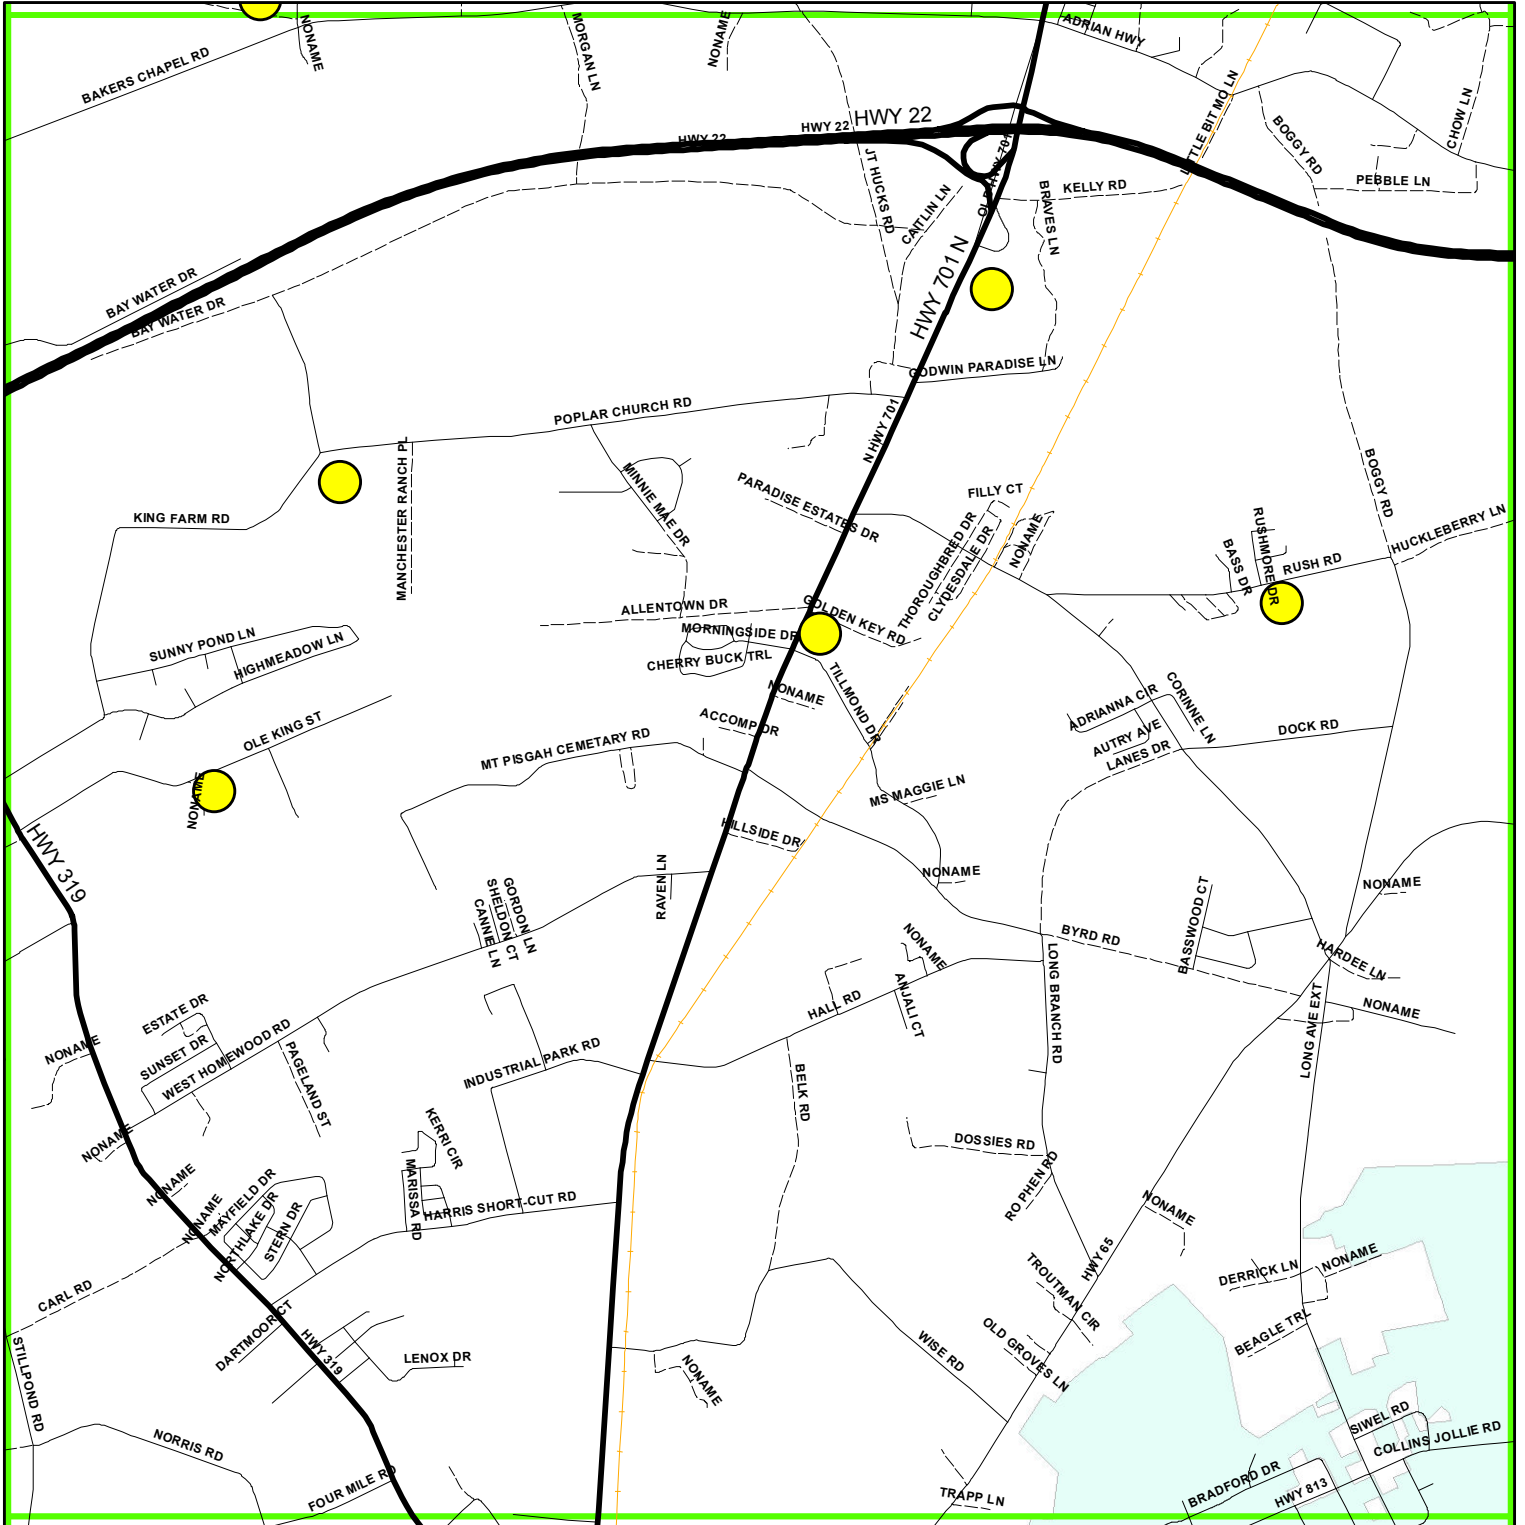 NONAME
BAKERS CHAPEL RD
MORGAN LN
NONAME
ADRIAN HWY
LITTLE BIT MO LN
CHOW LN
BOGGY RD
PEBBLE LN
HWY 22
HWY 22
HWY 22
OLD HWY 701
JT HUCKS RD
CAITLIN LN
KELLY RD
BRAVES LN
HWY 701 N
BAY WATER DR
BAY WATER DR
GODWIN PARADISE LN
POPLAR CHURCH RD
N HWY 701
MANCHESTER RANCH PL
MINNIE MAE DR
PARADISE ESTATES DR
FILLY CT
THOROUGHBRED DR
CLYDESDALE DR
NONAME
BOGGY RD
HUCKLEBERRY LN
RUSHMORE DR
BASS DR
RUSH RD
KING FARM RD
ALLENTOWN DR
GOLDEN KEY RD
MORNINGSIDE DR
CHERRY BUCK TRL
SUNNY POND LN
HIGHMEADOW LN
TILLMOND DR
NONAME
ACCOMP DR
OLE KING ST
MT PISGAH CEMETARY RD
ADRIANNA CIR
CORINNE LN
AUTRY AVE
LANES DR
DOCK RD
NONAME
MS MAGGIE LN
HILLSIDE DR
HWY 319
RAVEN LN
NONAME
NONAME
GORDON LN
SHELDON CT
CANNIE LN
BASSWOOD CT
BYRD RD
NONAME
HARDEE LN
LONG BRANCH RD
ANJALI CT
HALL RD
LONG AVE EXT
NONAME
ESTATE DR
SUNSET DR
NONAME
WEST HOMEWOOD RD
PAGELAND ST
INDUSTRIAL PARK RD
BELK RD
NONAME
KERRI CIR
DOSSIES RD
RO PHEN RD
NONAME
NONAME
MAYFIELD DR
NORTHLAKE DR
STERN DR
MARISSA RD
HARRIS SHORT-CUT RD
NONAME
HWY 65
CARL RD
DERRICK LN
NONAME
TROUTMAN CIR
BEAGLE TRL
OLD GROVES LN
DARTMOOR CT
HWY 319
LENOX DR
WISE RD
NONAME
STILLPOND RD
NORRIS RD
SIWEL RD
COLLINS JOLLIE RD
FOUR MILE RD
TRAPP LN
BRADFORD DR
HWY 813